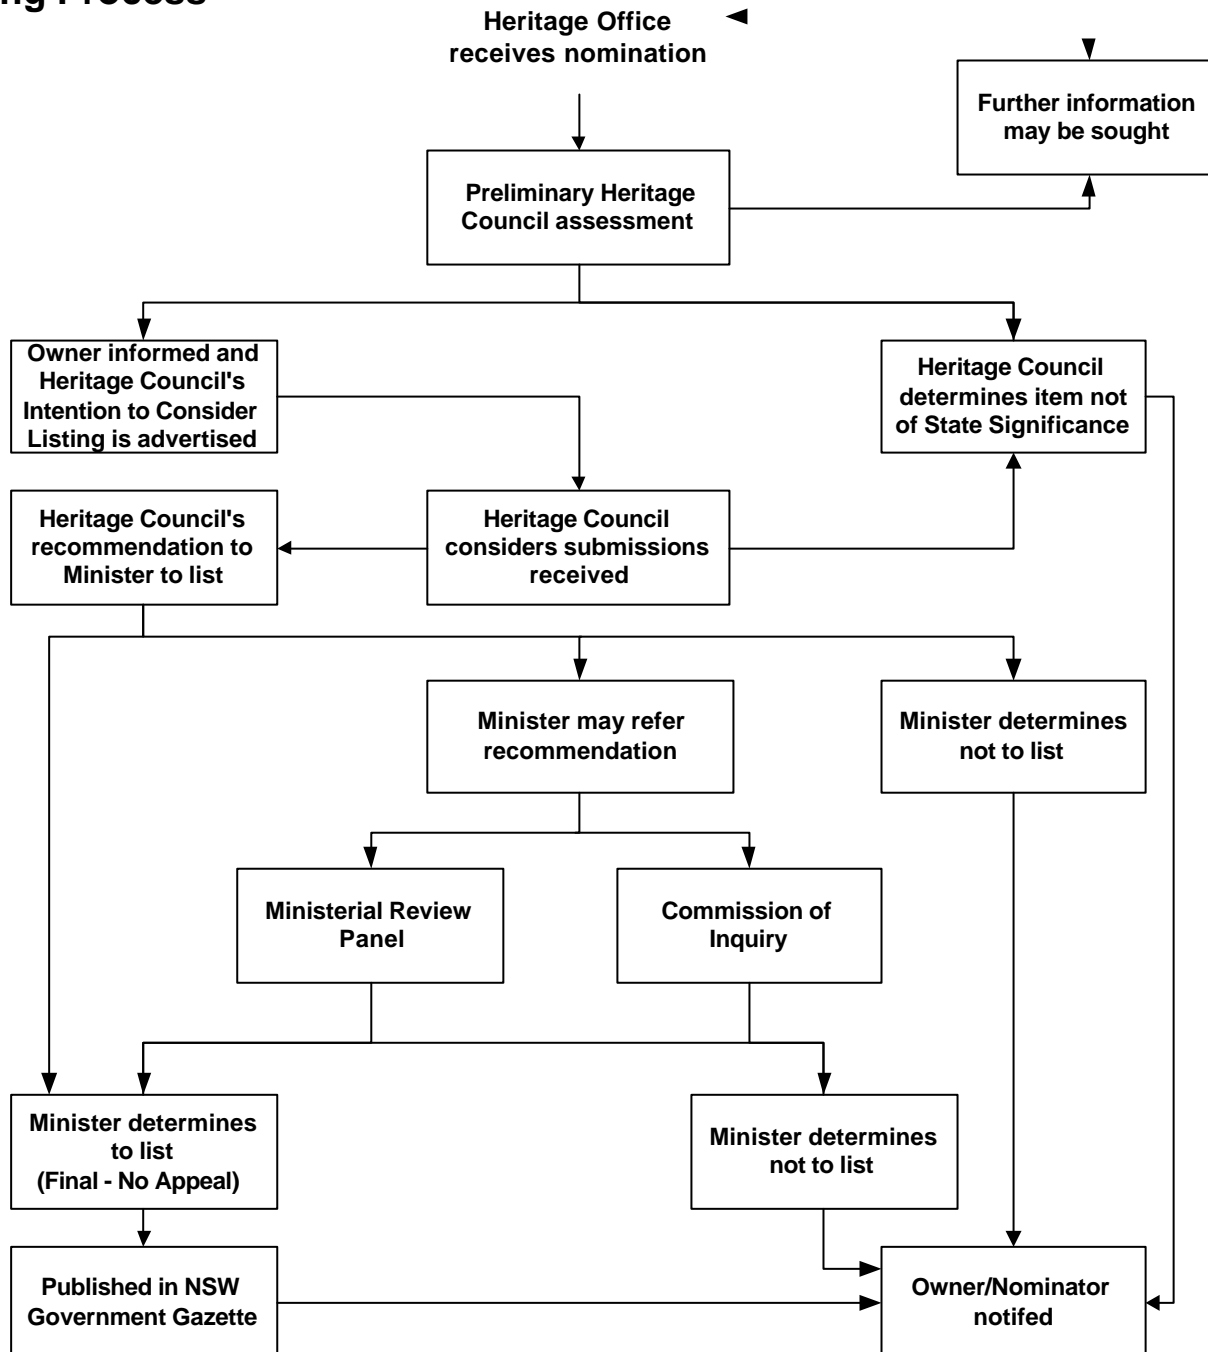 Heritage Office
receives nomination
Further information
may be sought
Preliminary Heritage
Council assessment
Owner informed and
Heritage Council's
Intention to Consider
Listing is advertised
Heritage Council
determines item not
of State Significance
Heritage Council's
recommendation to
Minister to list
Heritage Council
considers submissions
received
Minister may refer
recommendation
Minister determines
not to list
Ministerial Review
Panel
Commission of
Inquiry
Minister determines
to list
(Final - No Appeal)
Minister determines
not to list
Published in NSW
Government Gazette
Owner/Nominator
notifed